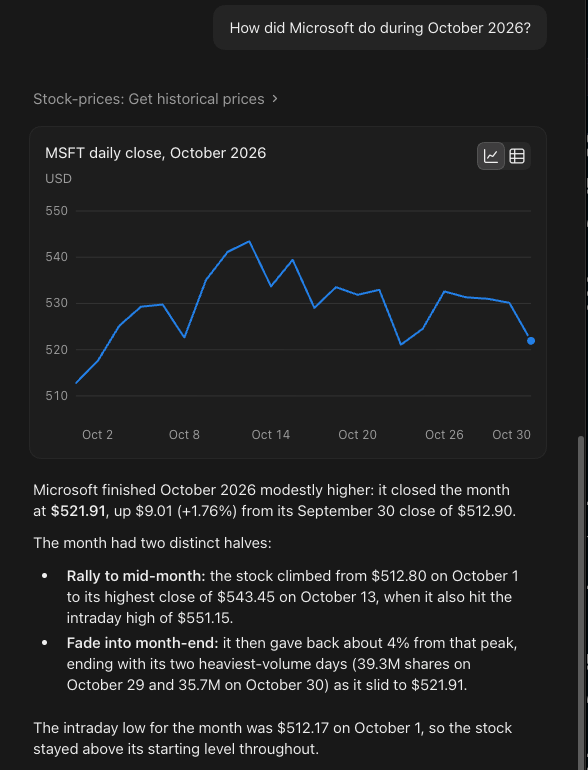 How did Microsoft do during October 2026?
Stock-prices: Get historical prices
MSFT daily close, October 2026
USD
550
540
530
520
510
Oct 2 Oct 8 Oct 14 Oct 20 Oct 26 Oct 30
Microsoft finished October 2026 modestly higher: it closed the month
at $521.91, up $9.01 (+1.76%) from its September 30 close of $512.90.
The month had two distinct halves:
• Rally to mid-month: the stock climbed from $512.80 on October 1
to its highest close of $543.45 on October 13, when it also hit the
intraday high of $551.15.
• Fade into month-end: it then gave back about 4% from that peak,
ending with its two heaviest-volume days (39.3M shares on
October 29 and 35.7M on October 30) as it slid to $521.91.
The intraday low for the month was $512.17 on October 1, so the stock
stayed above its starting level throughout.